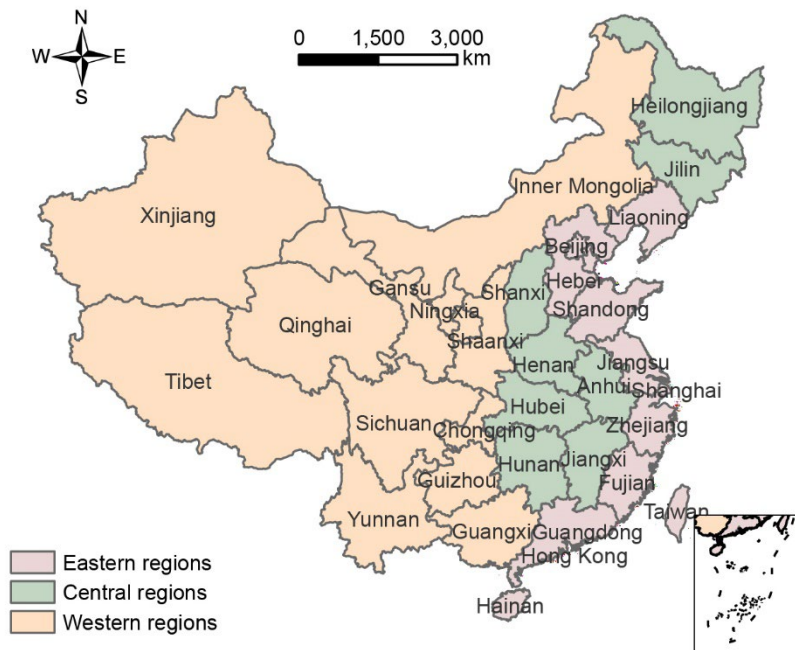 N
W E
S
0 1,500 3,000
km
Heilongjiang
Jilin
Inner Mongolia
Liaoning
Xinjiang
Beijing
Gansu
Shanxi
Hebei
Ningxia
Shandong
Qinghai
Shaanxi
Tibet
Henan
Jiangsu
Anhui
Shanghai
Sichuan
Hubei
Chongqing
Zhejiang
Hunan
Jiangxi
Guizhou
Fujian
Yunnan
Guangxi
Guangdong
Taiwan
Hong Kong
Hainan
Eastern regions
Central regions
Western regions